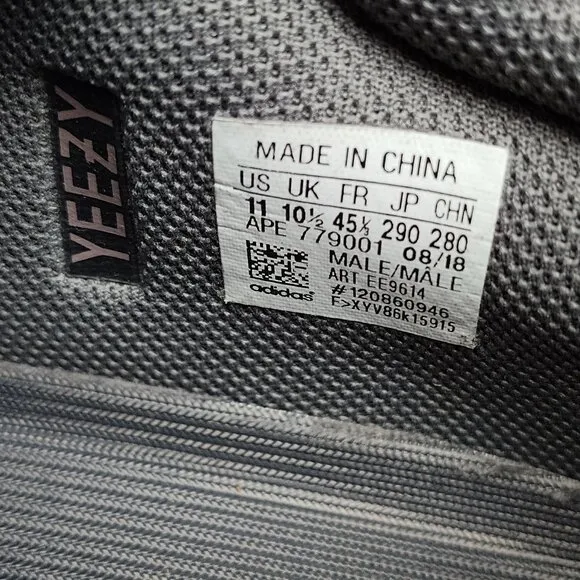 YEEZY
MADE IN CHINA
US UK FR JP CHN
11 10½ 45⅓ 290 280
APE 779001 08/18
MALE/MÂLE
ART EE9614
#120860946
F>XYV86k15915
adidas